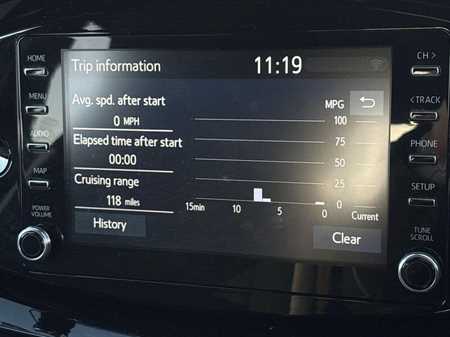 HOME
MENU
AUDIO
MAP
POWER
VOLUME
Trip information
11:19
Avg. spd. after start
0 MPH
Elapsed time after start
00:00
Cruising range
118 miles
History
MPG
100
75
50
25
0
15min 10 5 0 Current
Clear
CH >
< TRACK
PHONE
SETUP
TUNE
SCROLL